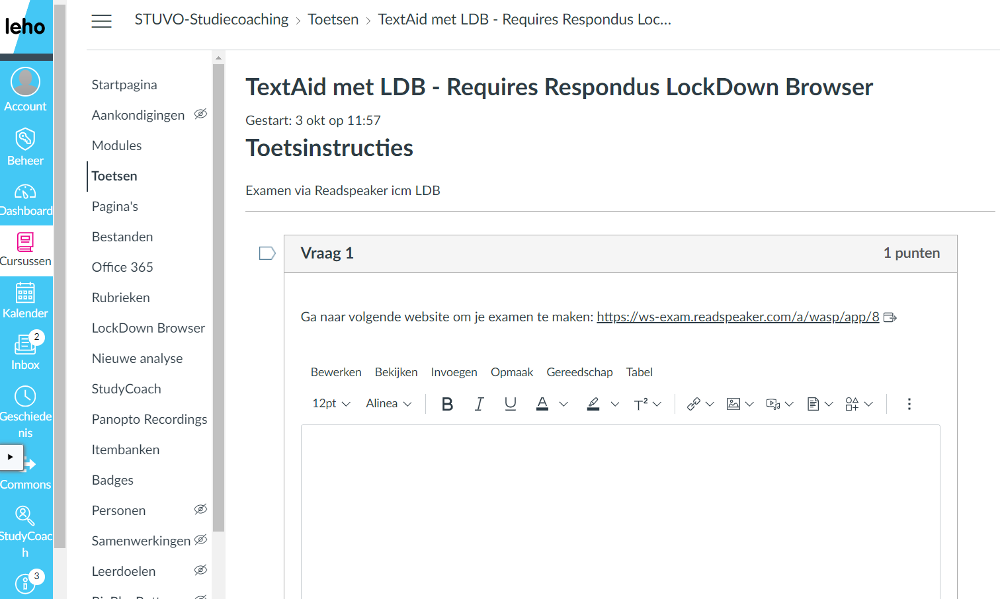 leho
Account
Beheer
Dashboard
Cursussen
Kalender
2
Inbox
Geschiede
nis
Commons
StudyCoac
h
3
STUVO-Studiecoaching > Toetsen > TextAid met LDB - Requires Respondus Loc...
Startpagina
Aankondigingen
Modules
Toetsen
Pagina's
Bestanden
Office 365
Rubrieken
LockDown Browser
Nieuwe analyse
StudyCoach
Panopto Recordings
Itembanken
Badges
Personen
Samenwerkingen
Leerdoelen
TextAid met LDB - Requires Respondus LockDown Browser
Gestart: 3 okt op 11:57
Toetsinstructies
Examen via Readspeaker icm LDB
Vraag 1 1 punten
Ga naar volgende website om je examen te maken: https://ws-exam.readspeaker.com/a/wasp/app/8
Bewerken Bekijken Invoegen Opmaak Gereedschap Tabel
12pt Alinea B I U A T²